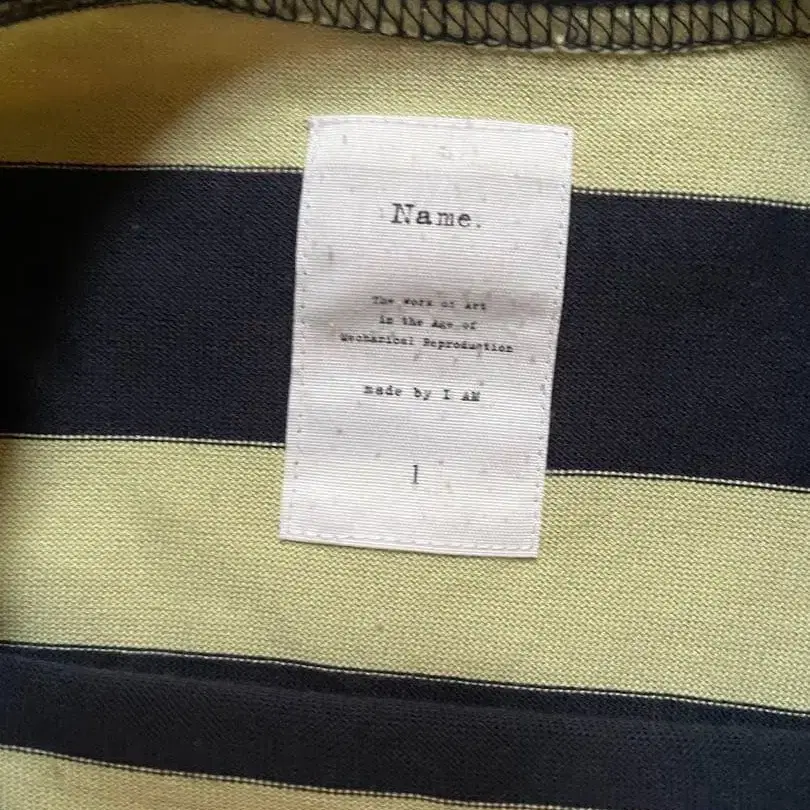 Name.
The Work of Art
in the Age of
Mechanical Reproduction
made by I AM
1